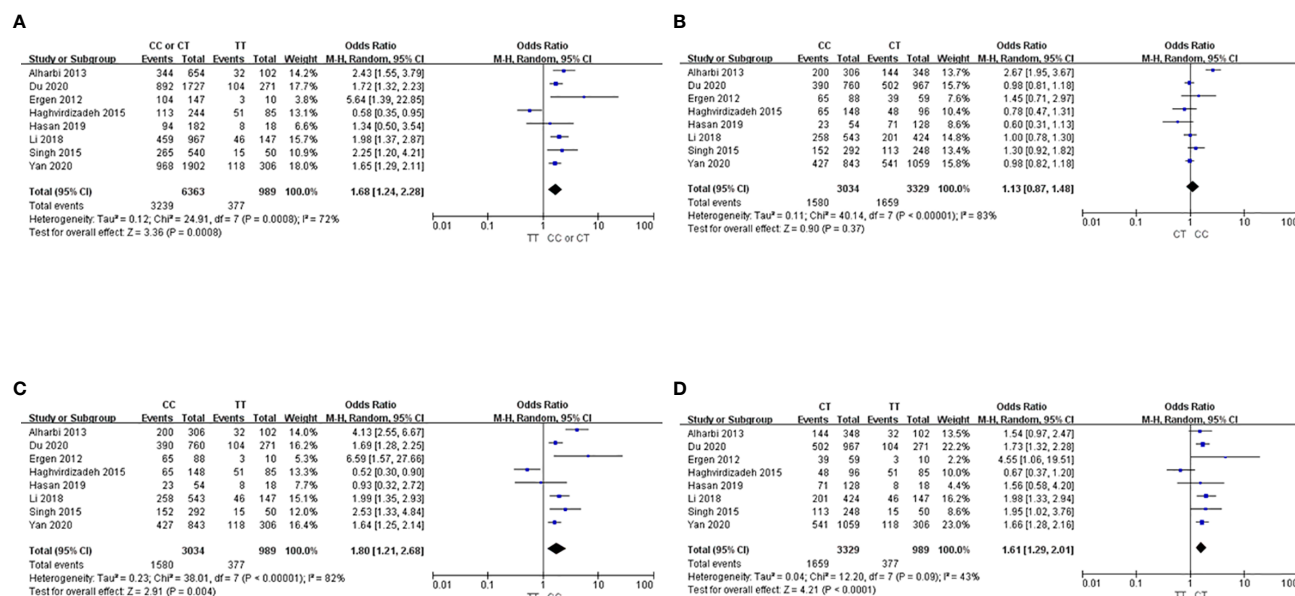 A
CC or CT TT Odds Ratio Odds Ratio
Study or Subgroup Events Total Events Total Weight M-H, Random, 95% CI M-H, Random, 95% CI
Alharbi 2013 344 654 32 102 14.2% 2.43 [1.55, 3.79]
Du 2020 892 1727 104 271 17.7% 1.72 [1.32, 2.23]
Ergen 2012 104 147 3 10 3.8% 5.64 [1.39, 22.85]
Haghvirdizadeh 2015 113 244 51 85 13.1% 0.58 [0.35, 0.95]
Hasan 2019 94 182 8 18 6.6% 1.34 [0.50, 3.54]
Li 2018 459 967 46 147 15.7% 1.98 [1.37, 2.87]
Singh 2015 265 540 15 50 10.9% 2.25 [1.20, 4.21]
Yan 2020 968 1902 118 306 18.0% 1.65 [1.29, 2.11]
Total (95% CI) 6363 989 100.0% 1.68 [1.24, 2.28]
Total events 3239 377
Heterogeneity: Tau² = 0.12; Chi² = 24.91, df = 7 (P = 0.0008); I² = 72%
Test for overall effect: Z = 3.36 (P = 0.0008)
0.01 0.1 1 10 100
TT CC or CT
B
CC CT Odds Ratio Odds Ratio
Study or Subgroup Events Total Events Total Weight M-H, Random, 95% CI M-H, Random, 95% CI
Alharbi 2013 200 306 144 348 13.7% 2.67 [1.95, 3.67]
Du 2020 390 760 502 967 15.7% 0.98 [0.81, 1.18]
Ergen 2012 65 88 39 59 7.6% 1.45 [0.71, 2.97]
Haghvirdizadeh 2015 65 148 48 96 10.4% 0.78 [0.47, 1.31]
Hasan 2019 23 54 71 128 8.9% 0.60 [0.31, 1.13]
Li 2018 258 543 201 424 14.8% 1.00 [0.78, 1.30]
Singh 2015 152 292 113 248 13.1% 1.30 [0.92, 1.82]
Yan 2020 427 843 541 1059 15.8% 0.98 [0.82, 1.18]
Total (95% CI) 3034 3329 100.0% 1.13 [0.87, 1.48]
Total events 1580 1659
Heterogeneity: Tau² = 0.11; Chi² = 40.14, df = 7 (P < 0.00001); I² = 83%
Test for overall effect: Z = 0.90 (P = 0.37)
0.01 0.1 1 10 100
CT CC
C
CC TT Odds Ratio Odds Ratio
Study or Subgroup Events Total Events Total Weight M-H, Random, 95% CI M-H, Random, 95% CI
Alharbi 2013 200 306 32 102 14.0% 4.13 [2.55, 6.67]
Du 2020 390 760 104 271 16.2% 1.69 [1.28, 2.25]
Ergen 2012 65 88 3 10 5.3% 6.59 [1.57, 27.66]
Haghvirdizadeh 2015 65 148 51 85 13.3% 0.52 [0.30, 0.90]
Hasan 2019 23 54 8 18 7.7% 0.93 [0.32, 2.72]
Li 2018 258 543 46 147 15.1% 1.99 [1.35, 2.93]
Singh 2015 152 292 15 50 12.0% 2.53 [1.33, 4.84]
Yan 2020 427 843 118 306 16.4% 1.64 [1.25, 2.14]
Total (95% CI) 3034 989 100.0% 1.80 [1.21, 2.68]
Total events 1580 377
Heterogeneity: Tau² = 0.23; Chi² = 38.01, df = 7 (P < 0.00001); I² = 82%
Test for overall effect: Z = 2.91 (P = 0.004)
0.01 0.1 1 10 100
TT CC
D
CT TT Odds Ratio Odds Ratio
Study or Subgroup Events Total Events Total Weight M-H, Random, 95% CI M-H, Random, 95% CI
Alharbi 2013 144 348 32 102 13.5% 1.54 [0.97, 2.47]
Du 2020 502 967 104 271 22.2% 1.73 [1.32, 2.28]
Ergen 2012 39 59 3 10 2.2% 4.55 [1.06, 19.51]
Haghvirdizadeh 2015 48 96 51 85 10.0% 0.67 [0.37, 1.20]
Hasan 2019 71 128 8 18 4.4% 1.56 [0.58, 4.20]
Li 2018 201 424 46 147 16.2% 1.98 [1.33, 2.94]
Singh 2015 113 248 15 50 8.6% 1.95 [1.02, 3.76]
Yan 2020 541 1059 118 306 23.0% 1.66 [1.28, 2.16]
Total (95% CI) 3329 989 100.0% 1.61 [1.29, 2.01]
Total events 1659 377
Heterogeneity: Tau² = 0.04; Chi² = 12.20, df = 7 (P = 0.09); I² = 43%
Test for overall effect: Z = 4.21 (P < 0.0001)
0.01 0.1 1 10 100
TT CT